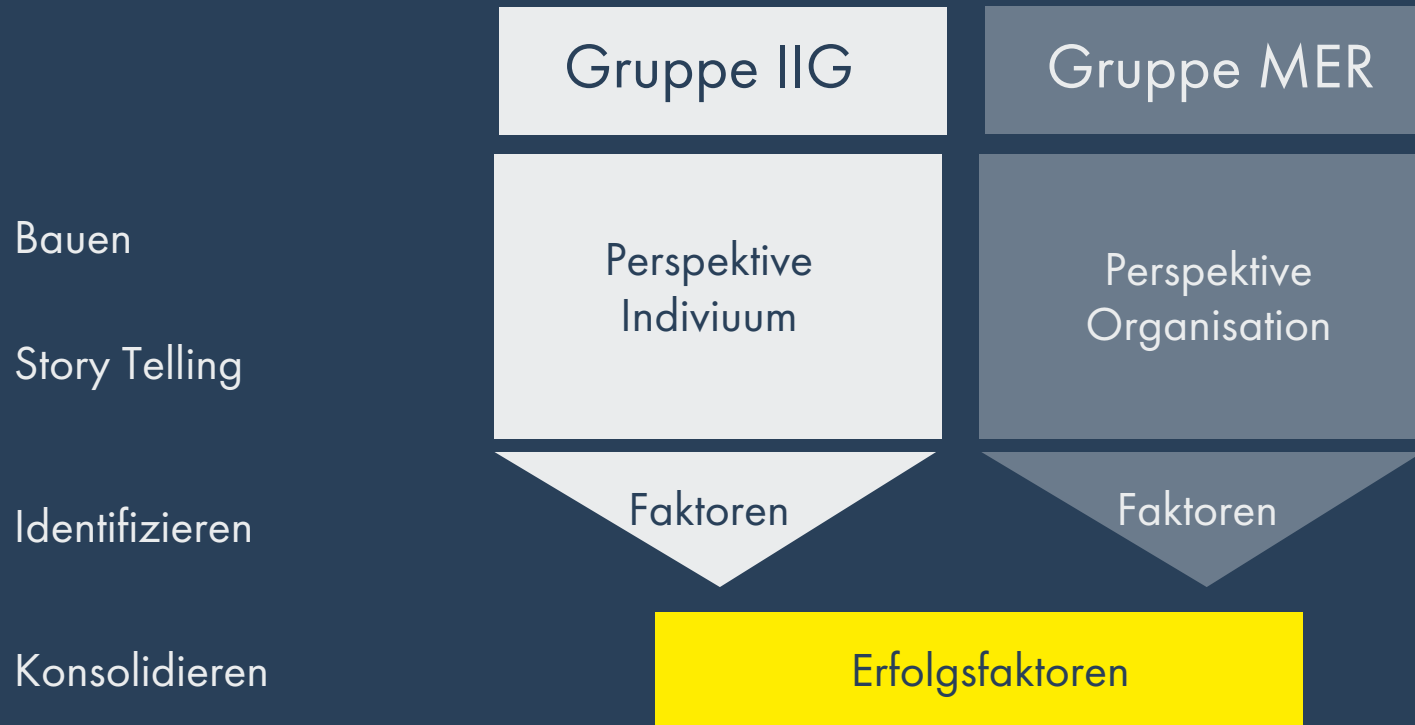 Gruppe IIG
Gruppe MER
Bauen
Perspektive
Indiviuum
Perspektive
Organisation
Story Telling
Identifizieren
Faktoren
Faktoren
Konsolidieren
Erfolgsfaktoren